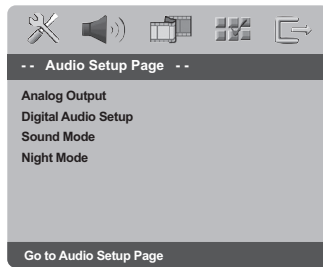 - - Audio Setup Page - -
Analog Output
Digital Audio Setup
Sound Mode
Night Mode
Go to Audio Setup Page